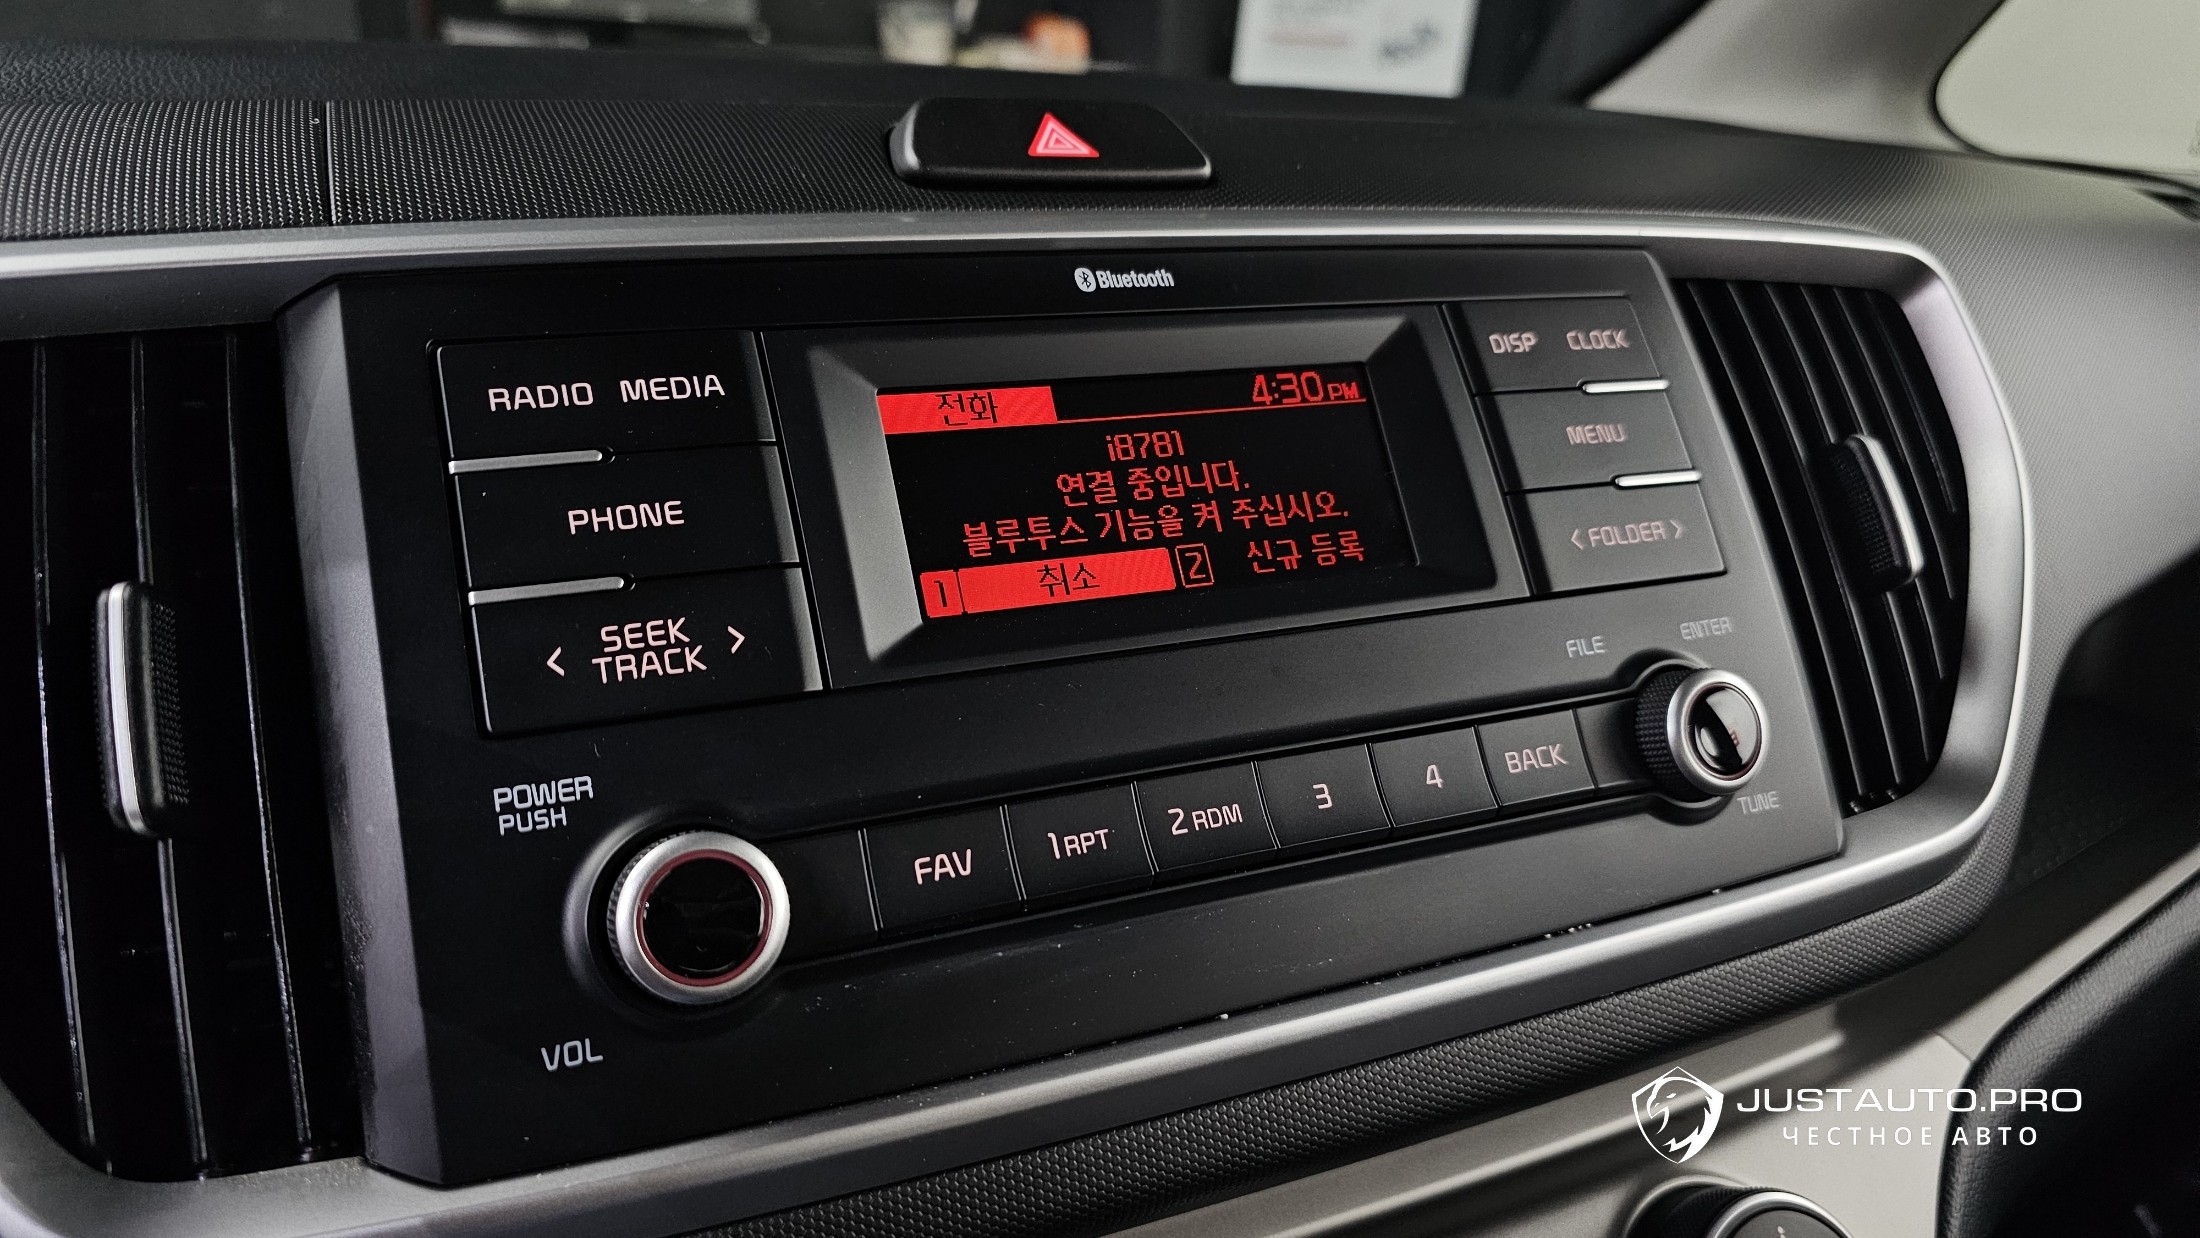 Bluetooth
RADIO MEDIA
PHONE
< SEEK TRACK >
전화 4:30 PM
i8781
연결 중입니다.
블루투스 기능을 켜 주십시오.
1 취소 2 신규 등록
DISP CLOCK
MENU
< FOLDER >
FILE
ENTER
TUNE
POWER
PUSH
VOL
FAV
1 RPT
2 RDM
3
4
BACK
JUSTAUTO.PRO
ЧЕСТНОЕ АВТО